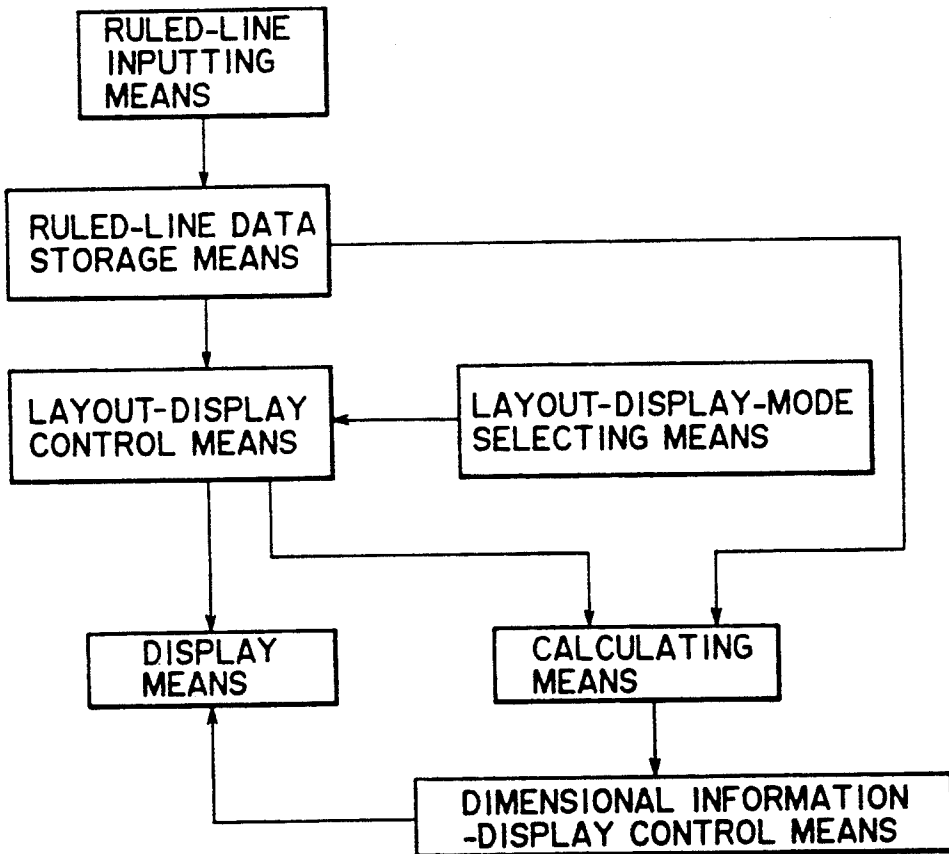 RULED-LINE
INPUTTING
MEANS
RULED-LINE DATA
STORAGE MEANS
LAYOUT-DISPLAY
CONTROL MEANS
LAYOUT-DISPLAY-MODE
SELECTING MEANS
DISPLAY
MEANS
CALCULATING
MEANS
DIMENSIONAL INFORMATION
-DISPLAY CONTROL MEANS